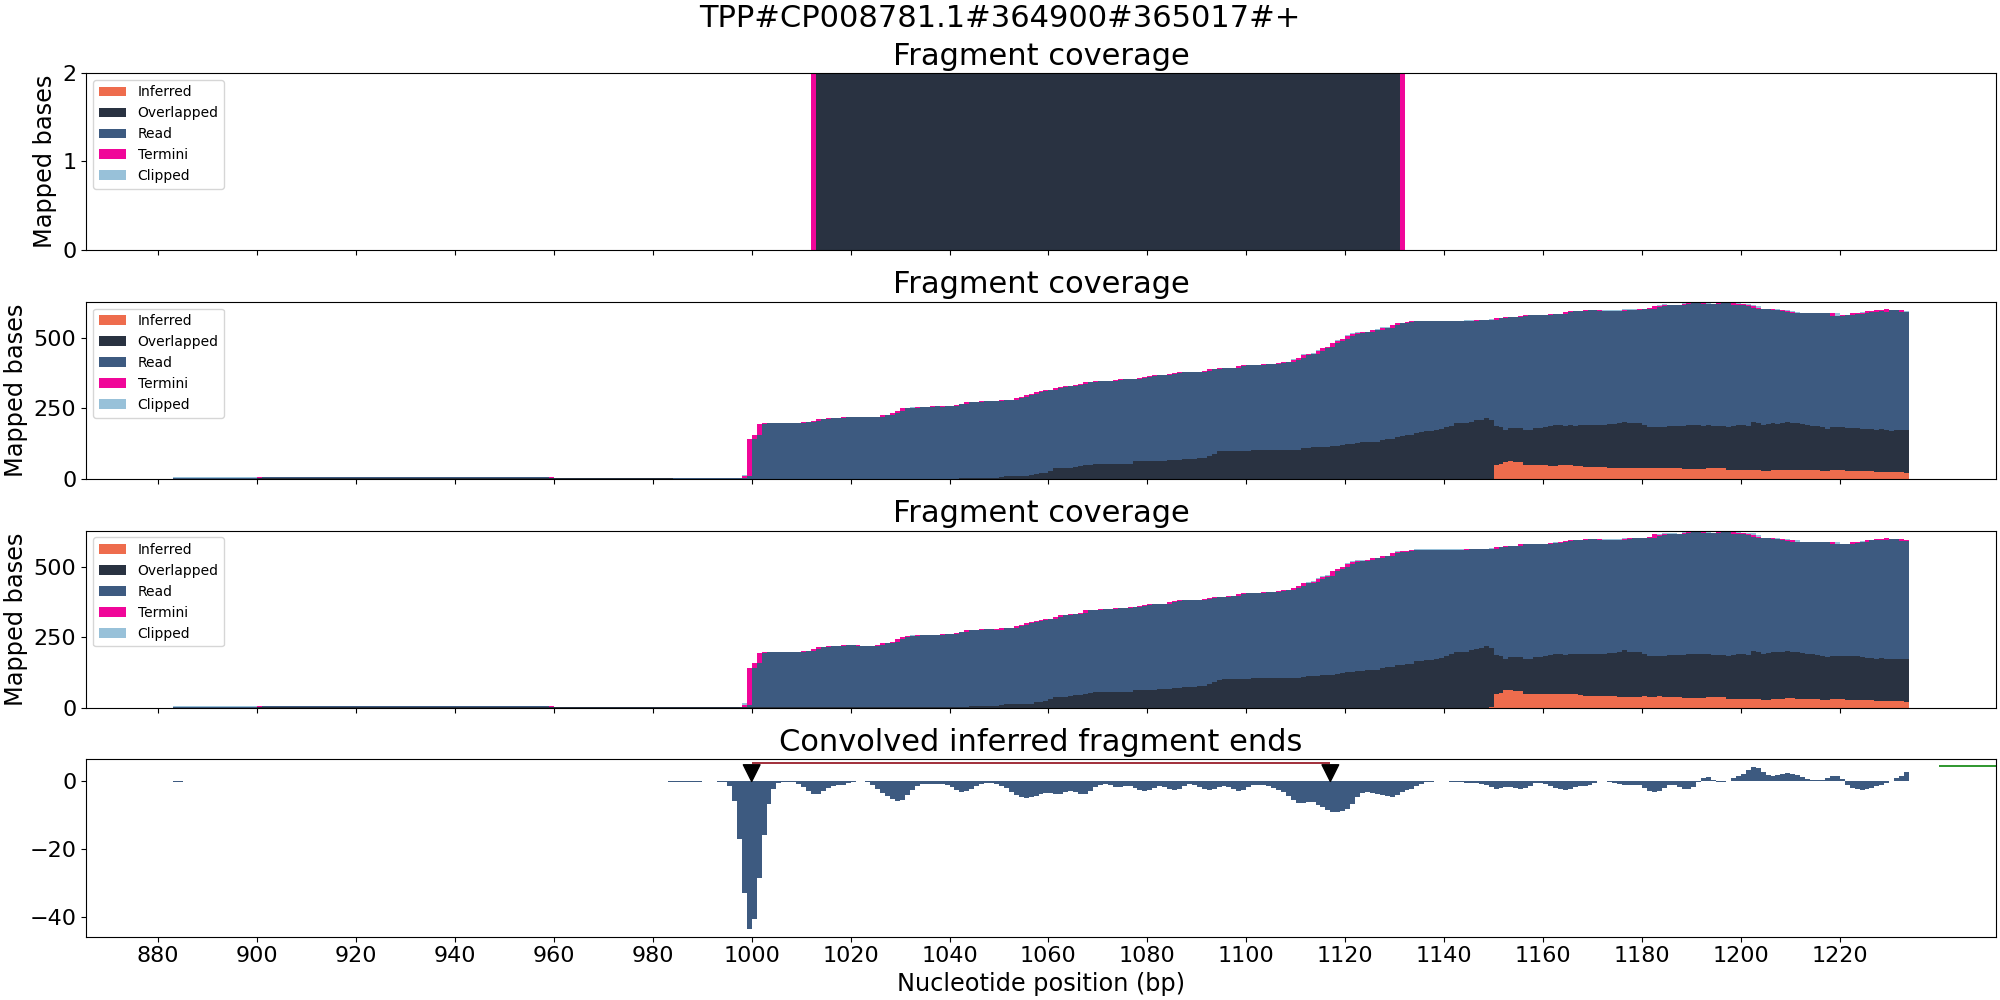 TPP#CP008781.1#364900#365017#+
Fragment coverage
Mapped bases
2
1
0
Inferred
Overlapped
Read
Termini
Clipped
Fragment coverage
Mapped bases
500
250
0
Inferred
Overlapped
Read
Termini
Clipped
Fragment coverage
Mapped bases
500
250
0
Inferred
Overlapped
Read
Termini
Clipped
Convolved inferred fragment ends
0
−20
−40
880 900 920 940 960 980 1000 1020 1040 1060 1080 1100 1120 1140 1160 1180 1200 1220
Nucleotide position (bp)